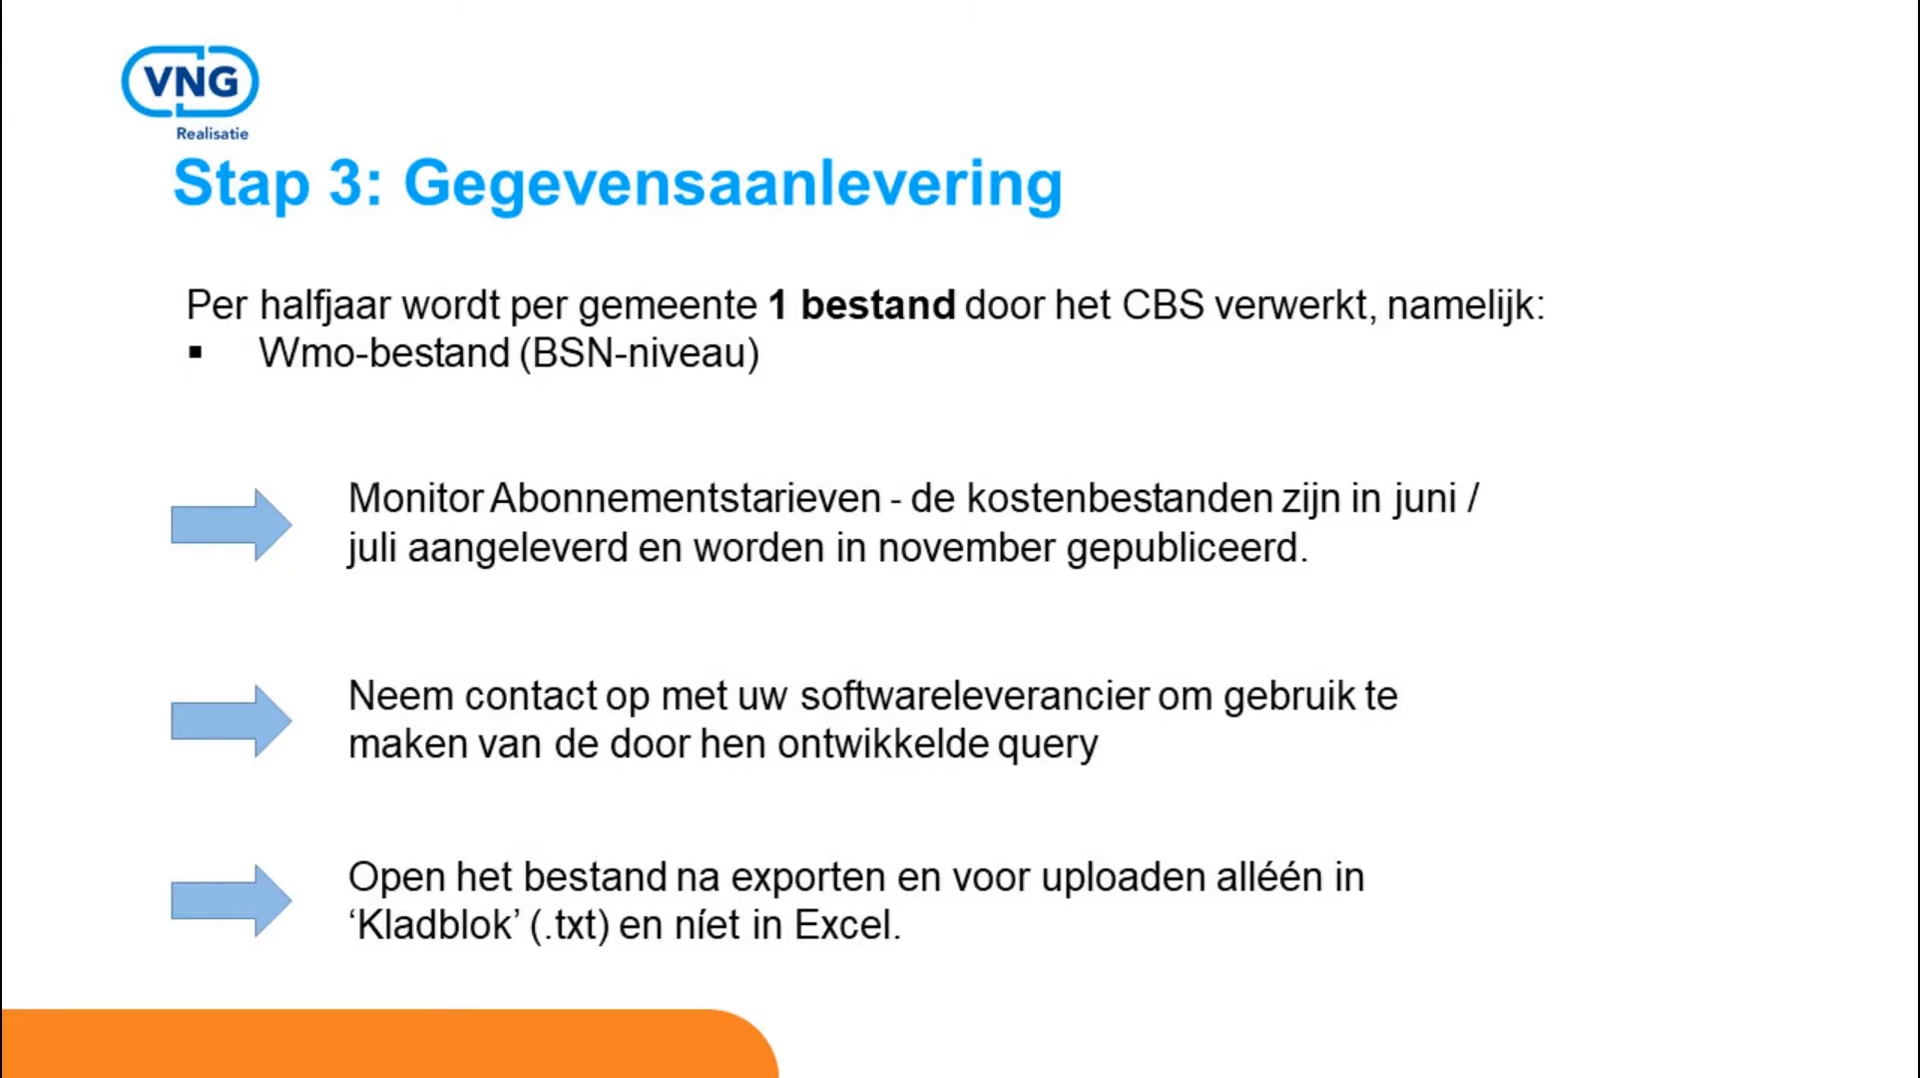 VNG
Realisatie
Stap 3: Gegevensaanlevering
Per halfjaar wordt per gemeente 1 bestand door het CBS verwerkt, namelijk:
▪ Wmo-bestand (BSN-niveau)
Monitor Abonnementstarieven - de kostenbestanden zijn in juni /
juli aangeleverd en worden in november gepubliceerd.
Neem contact op met uw softwareleverancier om gebruik te
maken van de door hen ontwikkelde query
Open het bestand na exporten en voor uploaden alléén in
‘Kladblok’ (.txt) en níet in Excel.